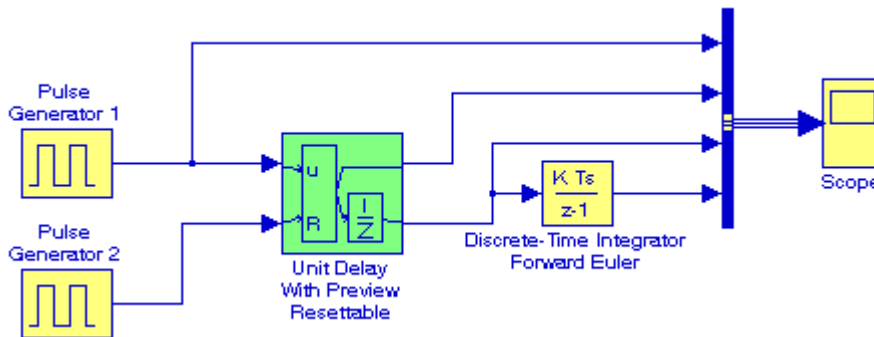 Pulse
Generator 1
u
R
1
Z
K Ts
z-1
Scope
Pulse
Generator 2
Discrete-Time Integrator
Forward Euler
Unit Delay
With Preview
Resettable